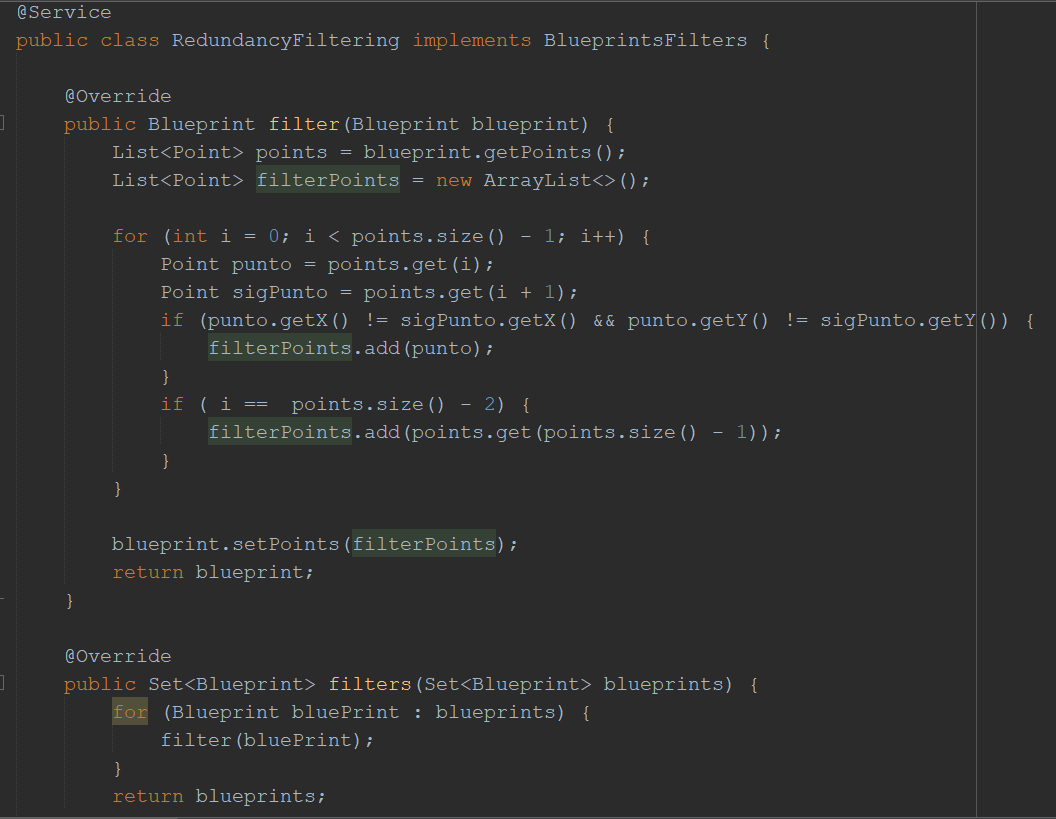 @Service
public class RedundancyFiltering implements BlueprintsFilters {
@Override
public Blueprint filter(Blueprint blueprint) {
List<Point> points = blueprint.getPoints();
List<Point> filterPoints = new ArrayList<>();
for (int i = 0; i < points.size() - 1; i++) {
Point punto = points.get(i);
Point sigPunto = points.get(i + 1);
if (punto.getX() != sigPunto.getX() && punto.getY() != sigPunto.getY()) {
filterPoints.add(punto);
}
if ( i ==  points.size() - 2) {
filterPoints.add(points.get(points.size() - 1));
}
}
blueprint.setPoints(filterPoints);
return blueprint;
}
@Override
public Set<Blueprint> filters(Set<Blueprint> blueprints) {
for (Blueprint bluePrint : blueprints) {
filter(bluePrint);
}
return blueprints;